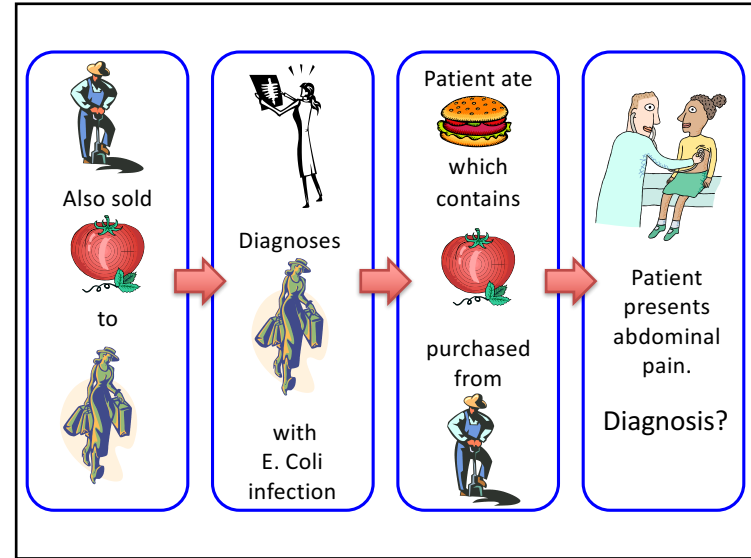 Also sold
to
Diagnoses
with
E. Coli
infection
Patient ate
which
contains
purchased
from
Patient
presents
abdominal
pain.
Diagnosis?